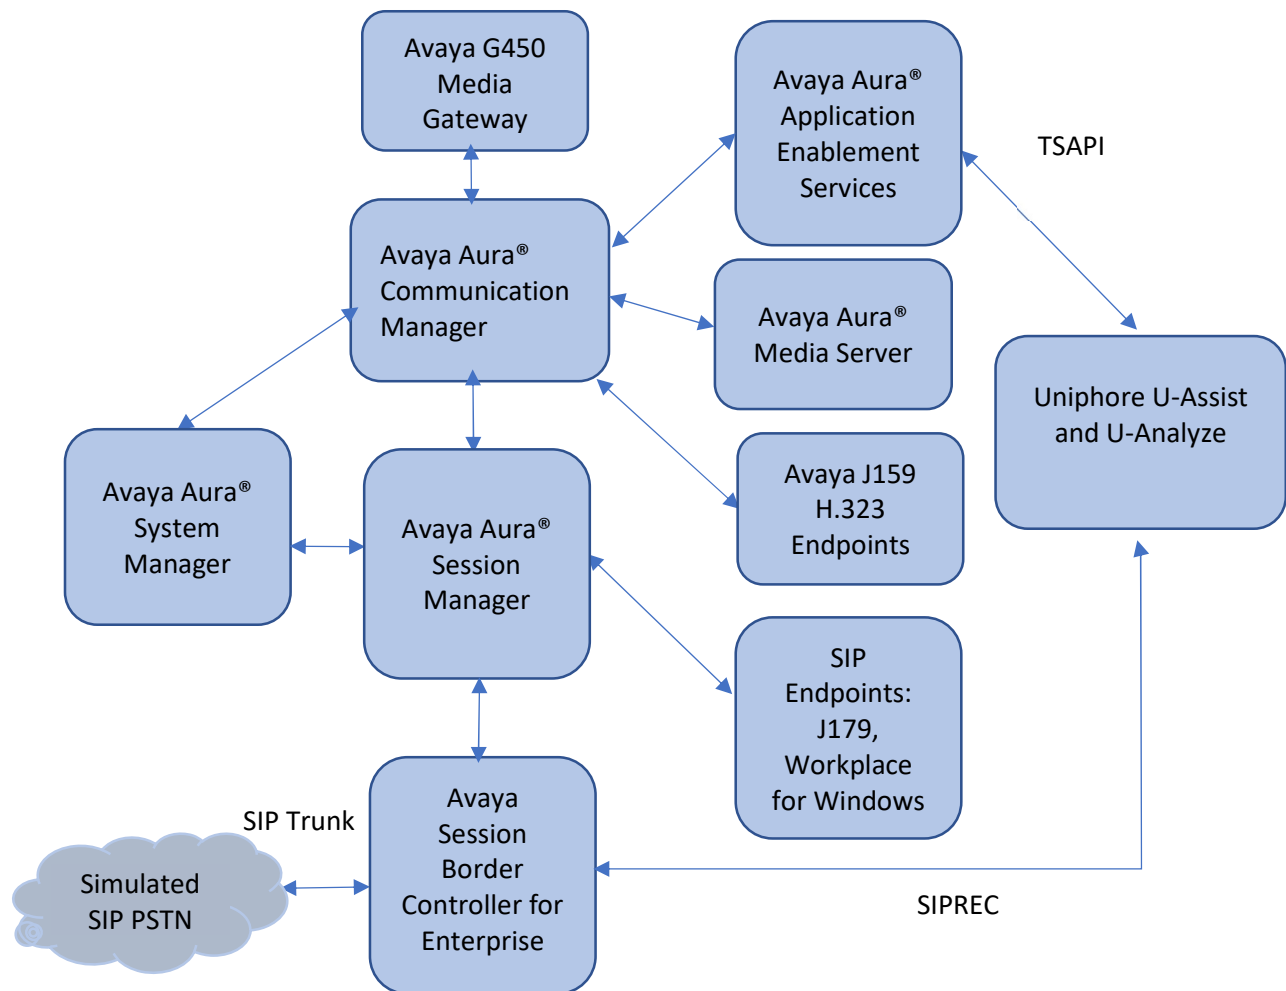 Avaya G450
Media
Gateway
Avaya Aura®
Application
Enablement
Services
TSAPI
Avaya Aura®
Communication
Manager
Avaya Aura®
Media Server
Uniphore U-Assist
and U-Analyze
Avaya J159
H.323
Endpoints
Avaya Aura®
System
Manager
Avaya Aura®
Session
Manager
SIP
Endpoints:
J179,
Workplace
for Windows
SIP Trunk
Avaya
Session
Border
Controller for
Enterprise
Simulated
SIP PSTN
SIPREC